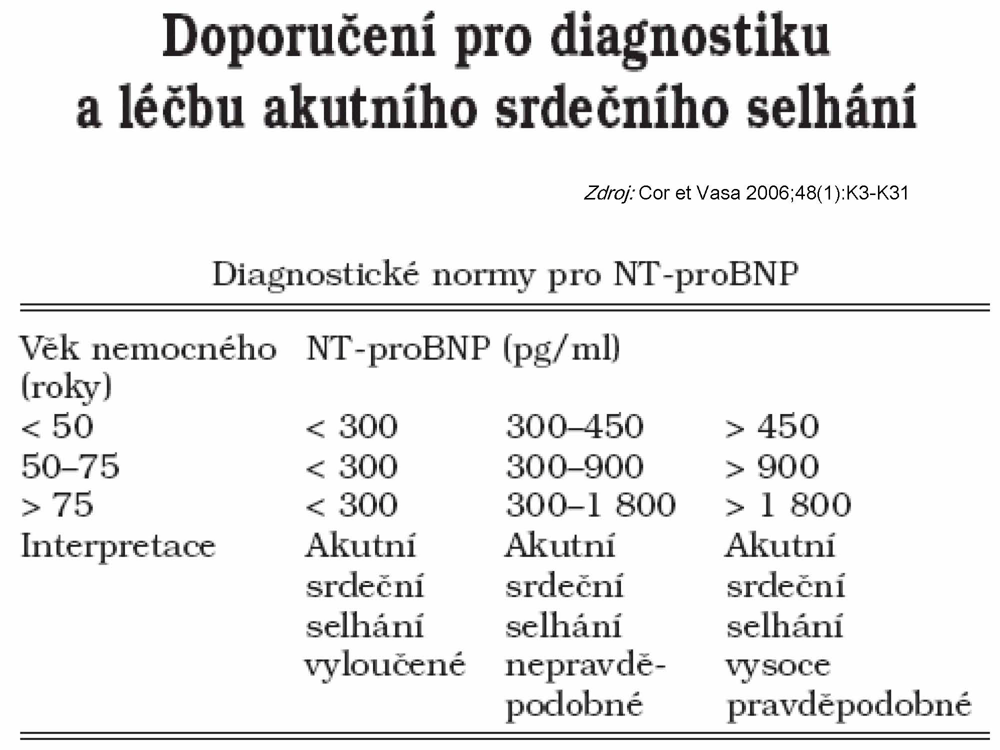 Doporučení pro diagnostiku
a léčbu akutního srdečního selhání
Zdroj: Cor et Vasa 2006;48(1):K3-K31
Diagnostické normy pro NT-proBNP
Věk nemocného NT-proBNP (pg/ml)
(roky)
< 50 < 300 300–450 > 450
50–75 < 300 300–900 > 900
> 75 < 300 300–1 800 > 1 800
Interpretace Akutní Akutní Akutní
srdeční srdeční srdeční
selhání selhání selhání
vyloučené nepravdě- vysoce
podobné pravděpodobné